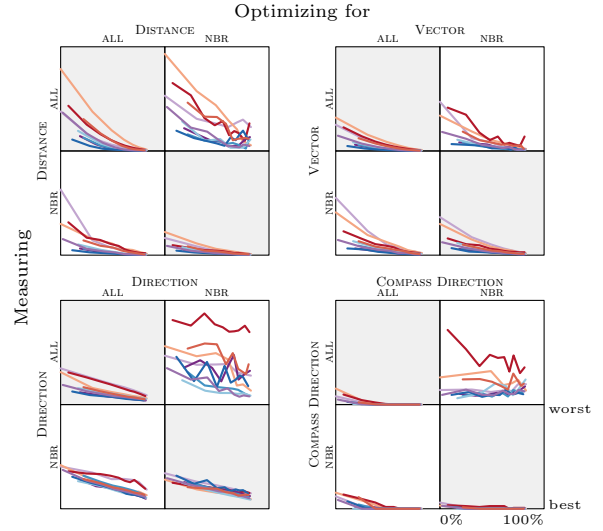 Optimizing for
DISTANCE
VECTOR
ALL
NBR
ALL
NBR
ALL
NBR
DISTANCE
ALL
NBR
VECTOR
Measuring
DIRECTION
COMPASS DIRECTION
ALL
NBR
ALL
NBR
ALL
NBR
DIRECTION
ALL
NBR
COMPASS DIRECTION
worst
best
0%
100%